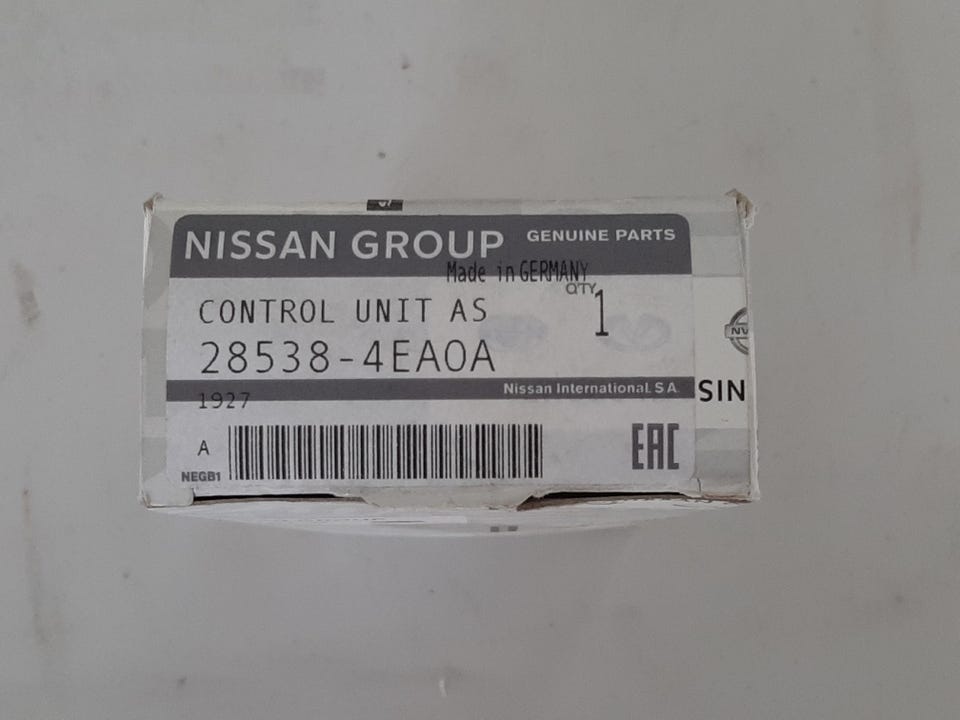 NISSAN GROUP GENUINE PARTS
Made in GERMANY
QTY
CONTROL UNIT AS 1
28538-4EA0A
Nissan International S.A.
1927
SIN
A
NEGB1
EAC